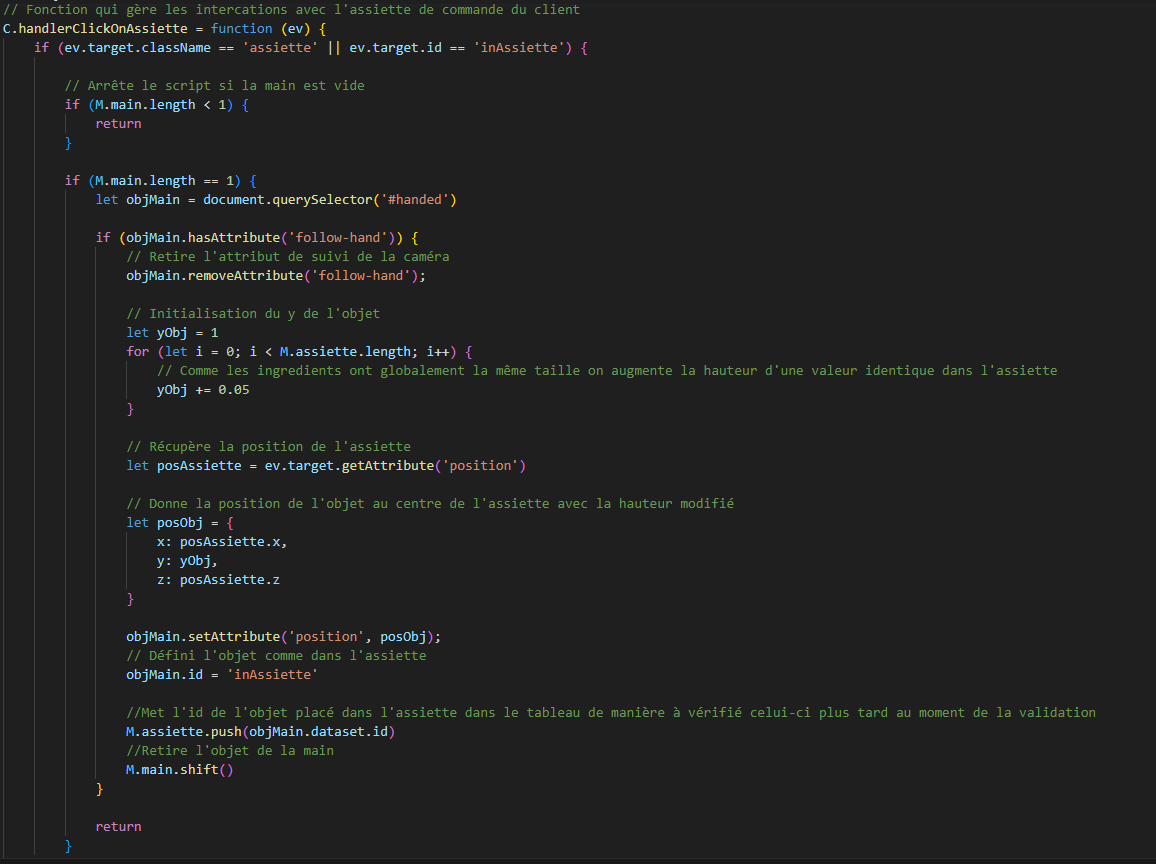 // Fonction qui gère les intercations avec l'assiette de commande du client
C.handlerClickOnAssiette = function (ev) {
    if (ev.target.className == 'assiette' || ev.target.id == 'inAssiette') {

        // Arrête le script si la main est vide
        if (M.main.length < 1) {
            return
        }

        if (M.main.length == 1) {
            let objMain = document.querySelector('#handed')

            if (objMain.hasAttribute('follow-hand')) {
                // Retire l'attribut de suivi de la caméra
                objMain.removeAttribute('follow-hand');

                // Initialisation du y de l'objet
                let yObj = 1
                for (let i = 0; i < M.assiette.length; i++) {
                    // Comme les ingredients ont globalement la même taille on augmente la hauteur d'une valeur identique dans l'assiette
                    yObj += 0.05
                }

                // Récupère la position de l'assiette
                let posAssiette = ev.target.getAttribute('position')

                // Donne la position de l'objet au centre de l'assiette avec la hauteur modifié
                let posObj = {
                    x: posAssiette.x,
                    y: yObj,
                    z: posAssiette.z
                }

                objMain.setAttribute('position', posObj);
                // Défini l'objet comme dans l'assiette
                objMain.id = 'inAssiette'

                //Met l'id de l'objet placé dans l'assiette dans le tableau de manière à vérifié celui-ci plus tard au moment de la validation
                M.assiette.push(objMain.dataset.id)
                //Retire l'objet de la main
                M.main.shift()
            }

            return
        }